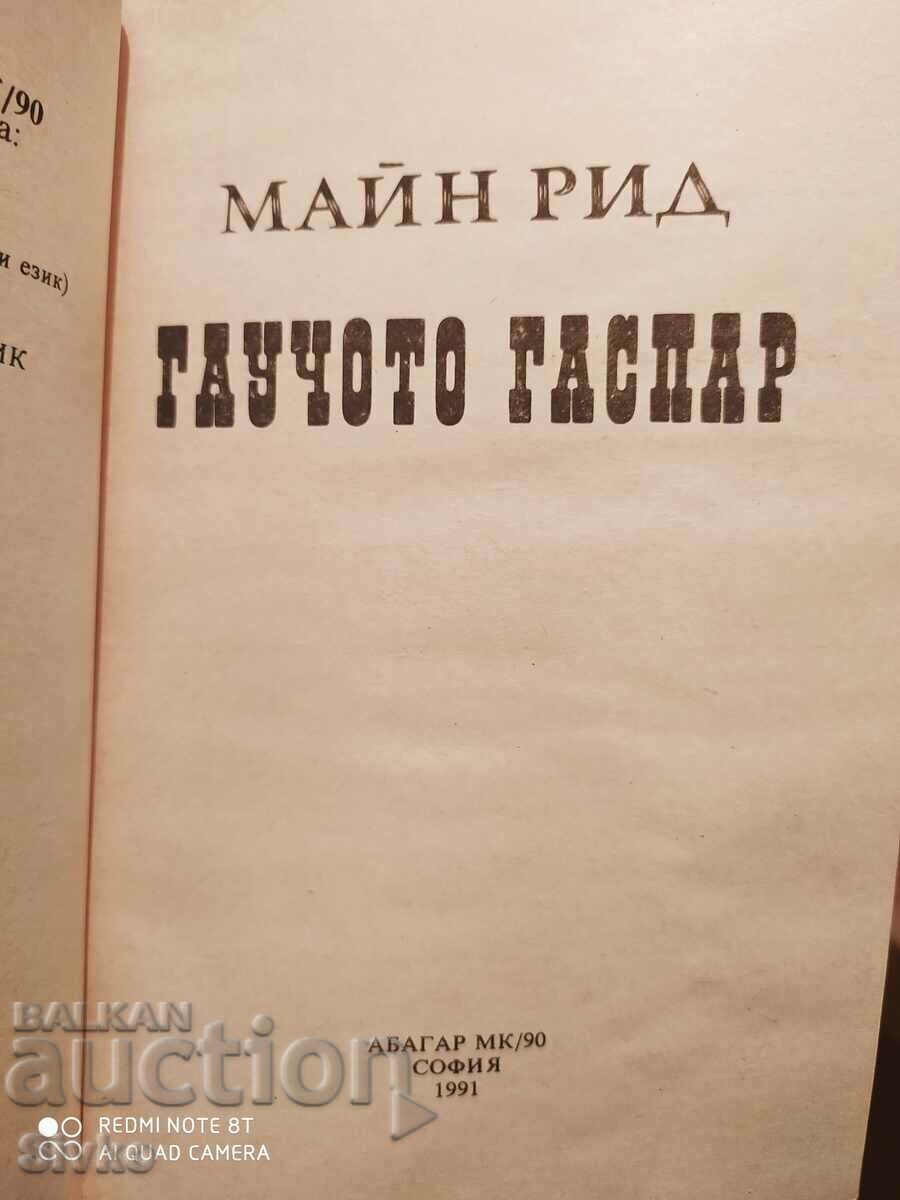 /90
а:
и език)
ик
МАЙН РИД
ГАУЧОТО ГАСПАР
АБАГАР МК/90
СОФИЯ
1991
BALKAN
auction
REDMI NOTE 8T
AI QUAD CAMERA
Sivko